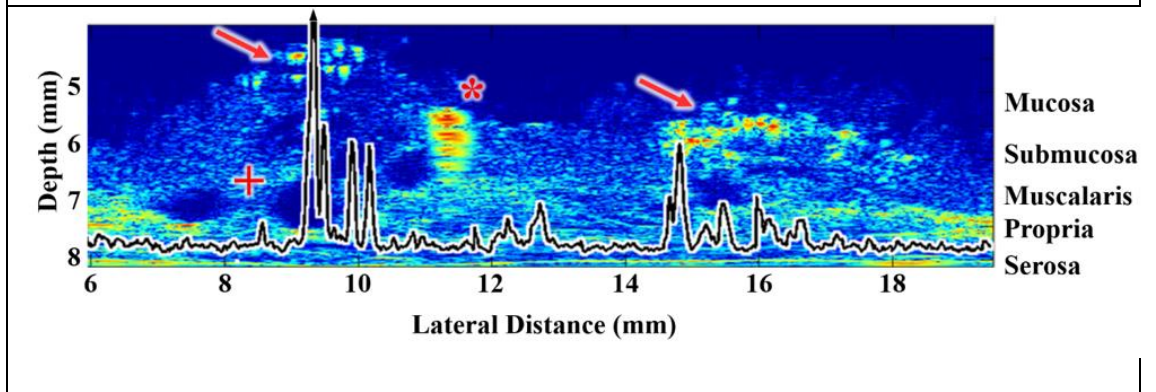 Depth (mm)
5
6
7
8
*
+
Mucosa
Submucosa
Muscalaris
Propria
Serosa
6 8 10 12 14 16 18
Lateral Distance (mm)